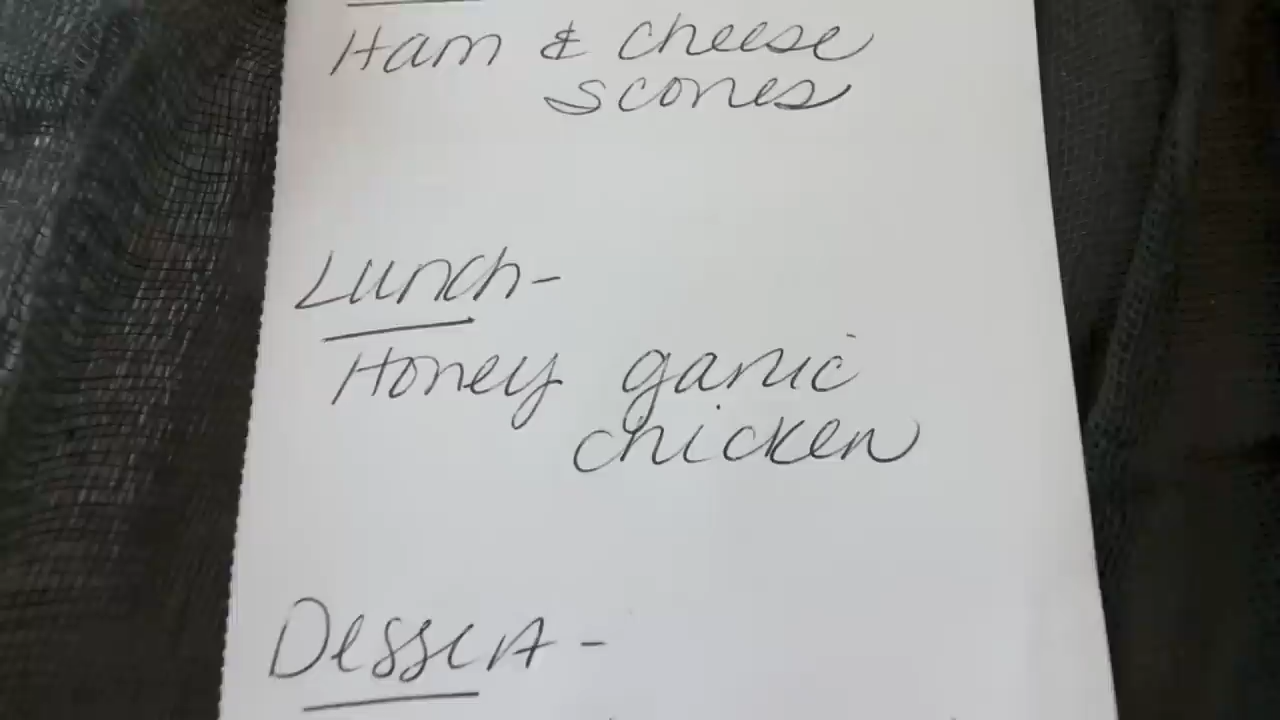 Ham & cheese
scones
Lunch-
Honey garlic
chicken
Dessert -